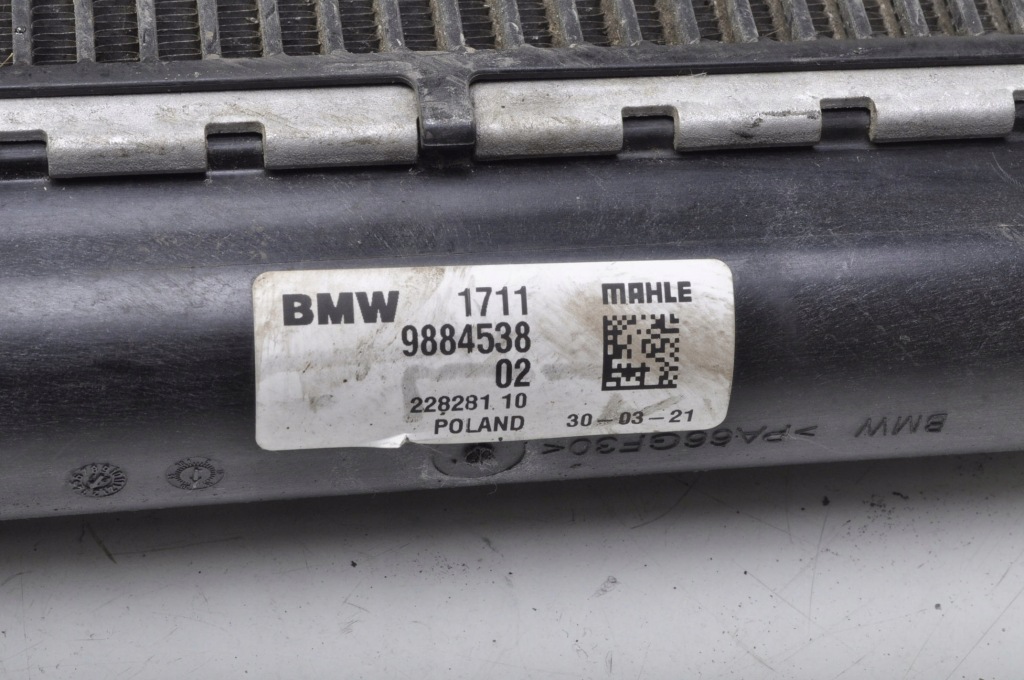 BMW 1711 MAHLE
9884538
02
228281 10
POLAND 30-03-21
BMW >PA66GF30<